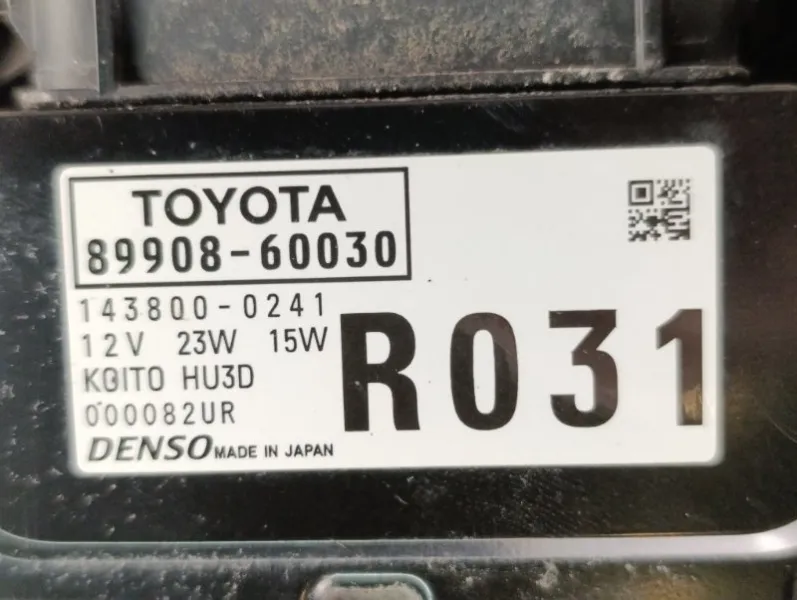 TOYOTA
89908-60030
143800-0241
12V 23W 15W
KOITO HU3D
000082UR
R031
DENSO MADE IN JAPAN